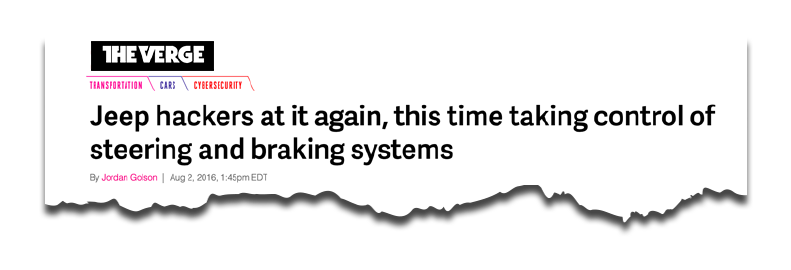 THE VERGE
TRANSPORTATION CARS CYBERSECURITY
Jeep hackers at it again, this time taking control of
steering and braking systems
By Jordan Golson | Aug 2, 2016, 1:45pm EDT